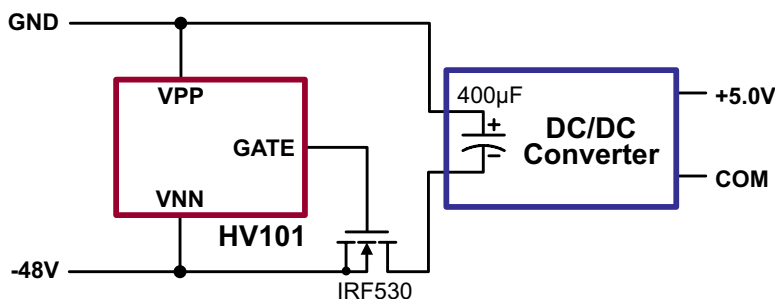 GND
VPP
GATE
VNN
HV101
-48V
IRF530
400µF
+
−
DC/DC
Converter
+5.0V
COM